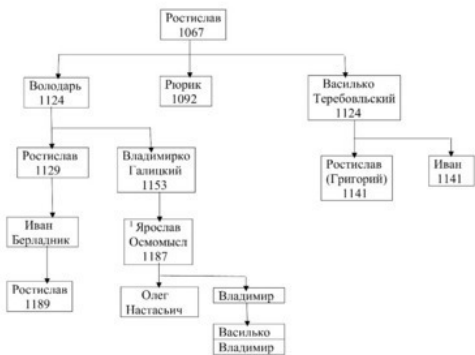 Ростислав
1067
Володарь
1124
Рюрик
1092
Василько
Теребовльский
1124
Ростислав
1129
Владимирко
Галицкий
1153
Ростислав
(Григорий)
1141
Иван
1141
Иван
Берладник
1 Ярослав
Осмомысл
1187
Ростислав
1189
Олег
Настасьич
Владимир
Василько
Владимир